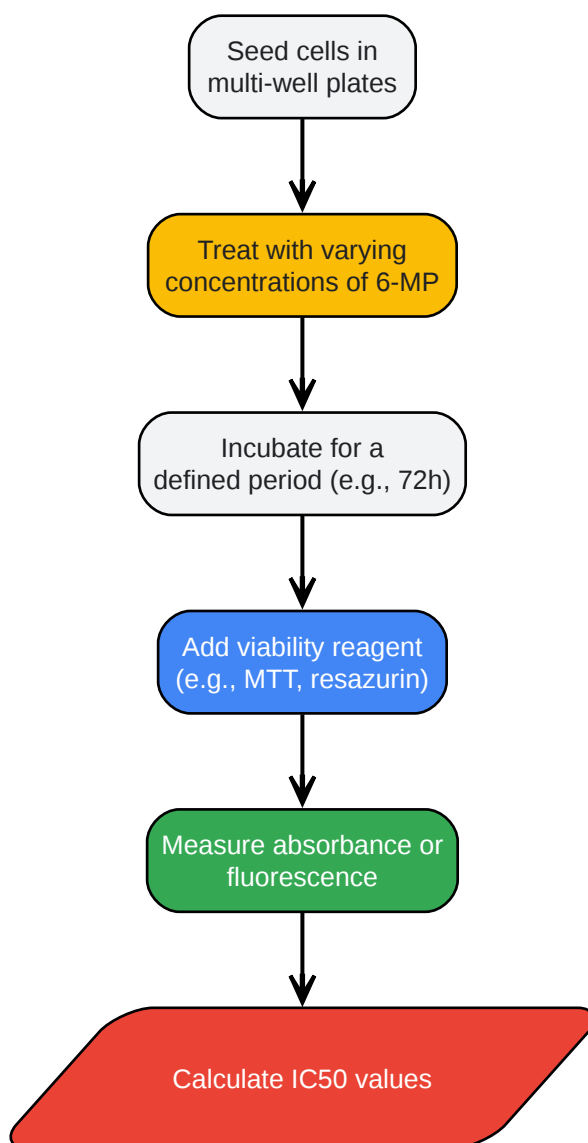 Seed cells in
multi-well plates
Treat with varying
concentrations of 6-MP
Incubate for a
defined period (e.g., 72h)
Add viability reagent
(e.g., MTT, resazurin)
Measure absorbance or
fluorescence
Calculate IC50 values